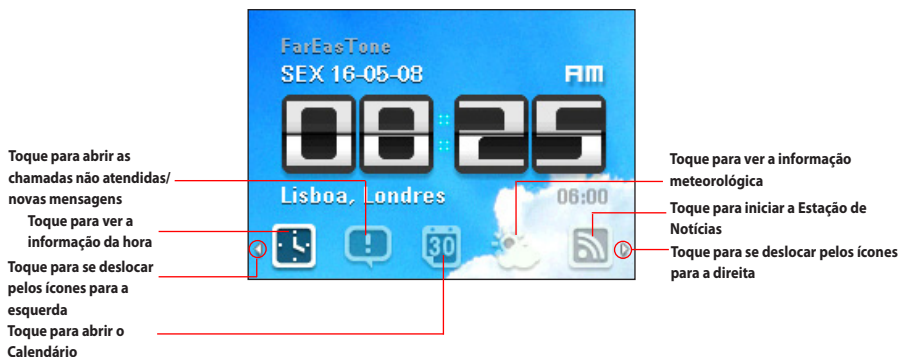 FarEasTone
SEX 16-05-08
AM
00:25
Lisboa, Londres
06:00
30
Toque para abrir as
chamadas não atendidas/
novas mensagens
Toque para ver a
informação da hora
Toque para se deslocar
pelos ícones para a
esquerda
Toque para abrir o
Calendário
Toque para ver a informação
meteorológica
Toque para iniciar a Estação de
Notícias
Toque para se deslocar pelos ícones
para a direita